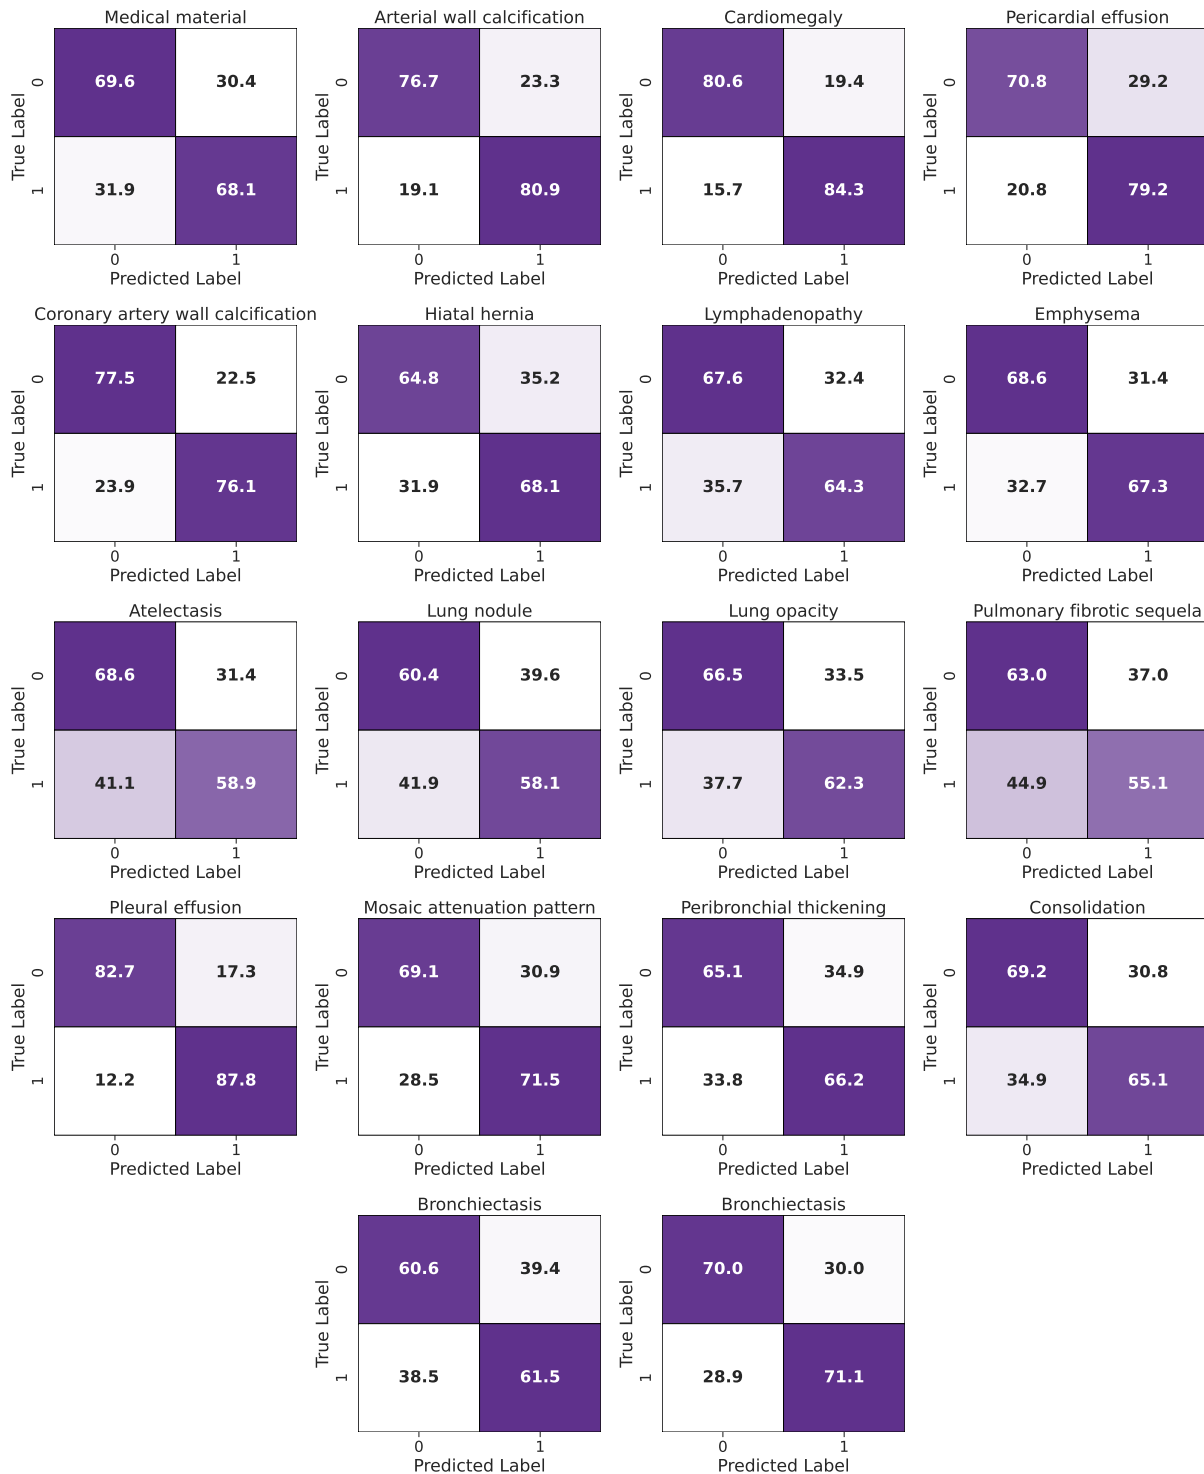 Medical material
Arterial wall calcification
Cardiomegaly
Pericardial effusion
True Label
0
69.6
30.4
1
31.9
68.1
0
1
Predicted Label
True Label
0
76.7
23.3
1
19.1
80.9
0
1
Predicted Label
True Label
0
80.6
19.4
1
15.7
84.3
0
1
Predicted Label
True Label
0
70.8
29.2
1
20.8
79.2
0
1
Predicted Label
Coronary artery wall calcification
Hiatal hernia
Lymphadenopathy
Emphysema
True Label
0
77.5
22.5
1
23.9
76.1
0
1
Predicted Label
True Label
0
64.8
35.2
1
31.9
68.1
0
1
Predicted Label
True Label
0
67.6
32.4
1
35.7
64.3
0
1
Predicted Label
True Label
0
68.6
31.4
1
32.7
67.3
0
1
Predicted Label
Atelectasis
Lung nodule
Lung opacity
Pulmonary fibrotic sequela
True Label
0
68.6
31.4
1
41.1
58.9
0
1
Predicted Label
True Label
0
60.4
39.6
1
41.9
58.1
0
1
Predicted Label
True Label
0
66.5
33.5
1
37.7
62.3
0
1
Predicted Label
True Label
0
63.0
37.0
1
44.9
55.1
0
1
Predicted Label
Pleural effusion
Mosaic attenuation pattern
Peribronchial thickening
Consolidation
True Label
0
82.7
17.3
1
12.2
87.8
0
1
Predicted Label
True Label
0
69.1
30.9
1
28.5
71.5
0
1
Predicted Label
True Label
0
65.1
34.9
1
33.8
66.2
0
1
Predicted Label
True Label
0
69.2
30.8
1
34.9
65.1
0
1
Predicted Label
Bronchiectasis
Bronchiectasis
True Label
0
60.6
39.4
1
38.5
61.5
0
1
Predicted Label
True Label
0
70.0
30.0
1
28.9
71.1
0
1
Predicted Label